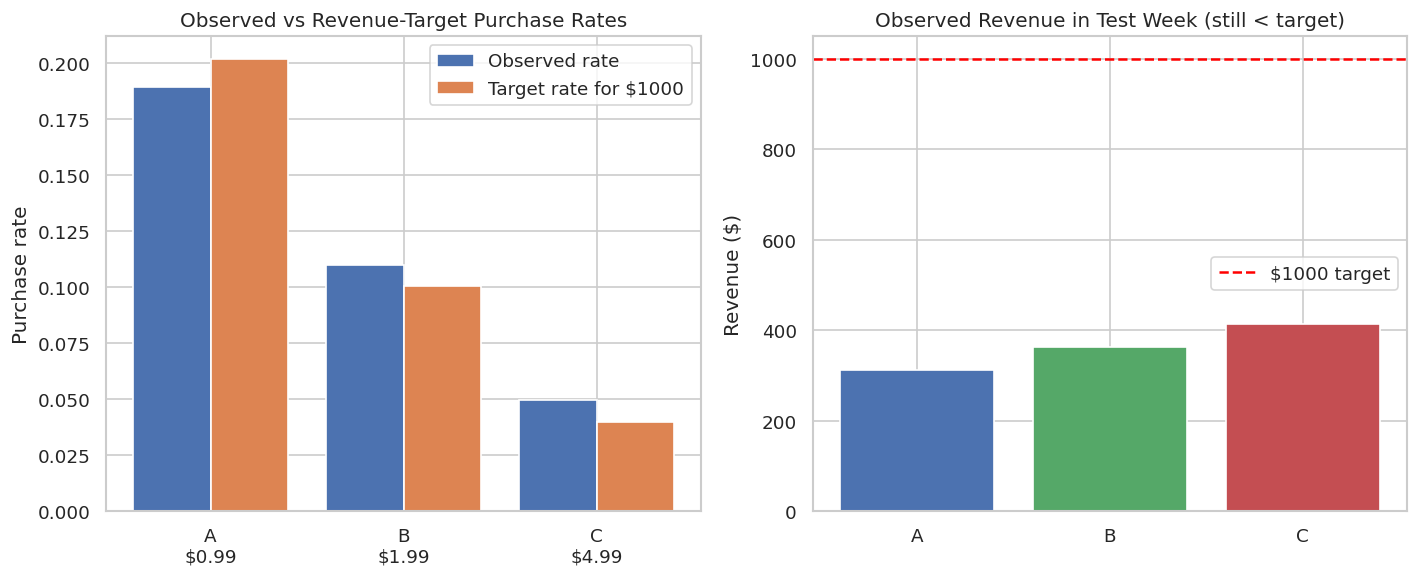 Observed vs Revenue-Target Purchase Rates
Observed rate
Target rate for $1000
Purchase rate
0.200
0.175
0.150
0.125
0.100
0.075
0.050
0.025
0.000
A
$0.99
B
$1.99
C
$4.99
Observed Revenue in Test Week (still < target)
$1000 target
Revenue ($)
1000
800
600
400
200
0
A
B
C